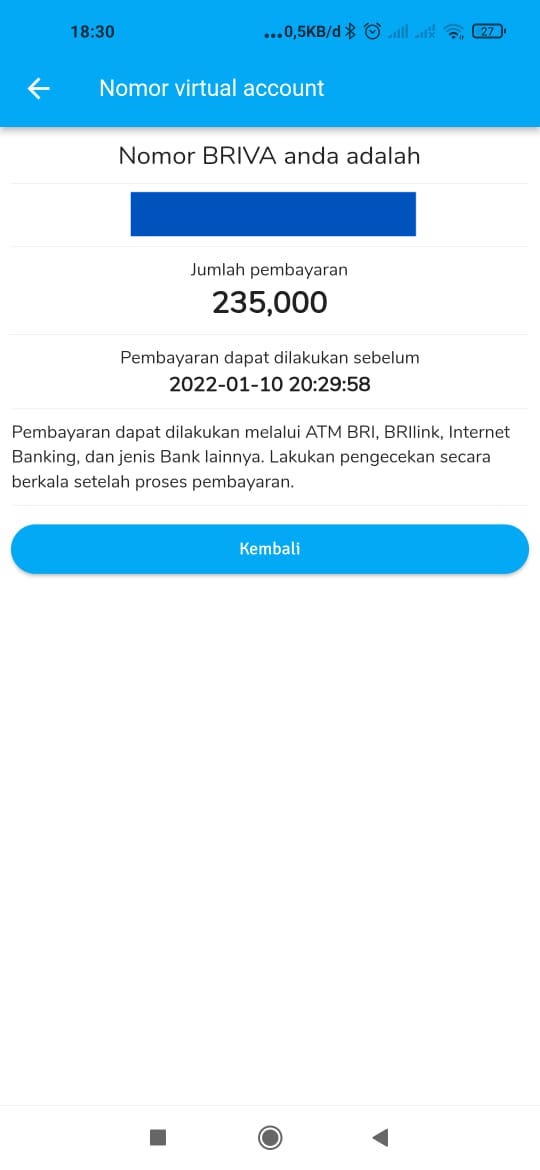 18:30
...0,5KB/d
27
Nomor virtual account
Nomor BRIVA anda adalah
Jumlah pembayaran
235,000
Pembayaran dapat dilakukan sebelum
2022-01-10 20:29:58
Pembayaran dapat dilakukan melalui ATM BRI, BRIlink, Internet
Banking, dan jenis Bank lainnya. Lakukan pengecekan secara
berkala setelah proses pembayaran.
Kembali